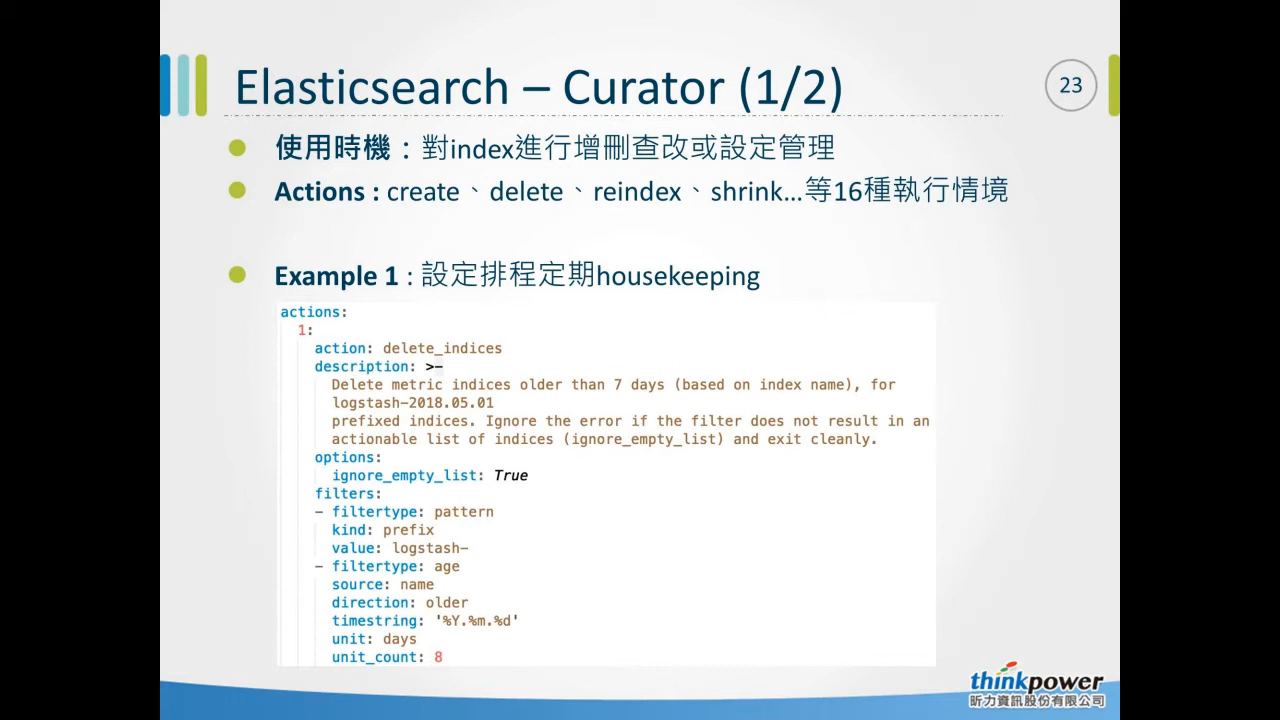 Elasticsearch – Curator (1/2)
23
使用時機：對index進行增刪查改或設定管理
Actions : create、delete、reindex、shrink...等16種執行情境
Example 1 : 設定排程定期housekeeping
actions:
1:
action: delete_indices
description: >-
Delete metric indices older than 7 days (based on index name), for
logstash-2018.05.01
prefixed indices. Ignore the error if the filter does not result in an
actionable list of indices (ignore_empty_list) and exit cleanly.
options:
ignore_empty_list: True
filters:
- filtertype: pattern
kind: prefix
value: logstash-
- filtertype: age
source: name
direction: older
timestring: '%Y.%m.%d'
unit: days
unit_count: 8
thinkpower
昕力資訊股份有限公司